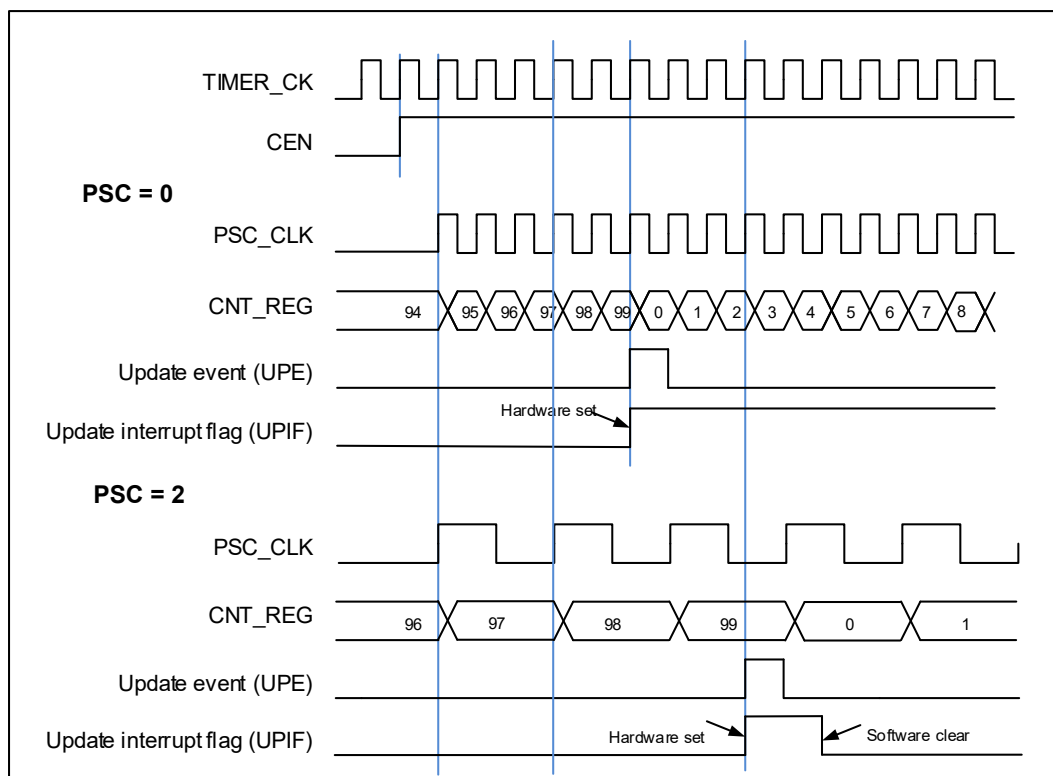 TIMER_CK
CEN
PSC = 0
PSC_CLK
CNT_REG 94 95 96 97 98 99 0 1 2 3 4 5 6 7 8
Update event (UPE)
Hardware set
Update interrupt flag (UPIF)
PSC = 2
PSC_CLK
CNT_REG 96 97 98 99 0 1
Update event (UPE)
Update interrupt flag (UPIF) Hardware set Software clear